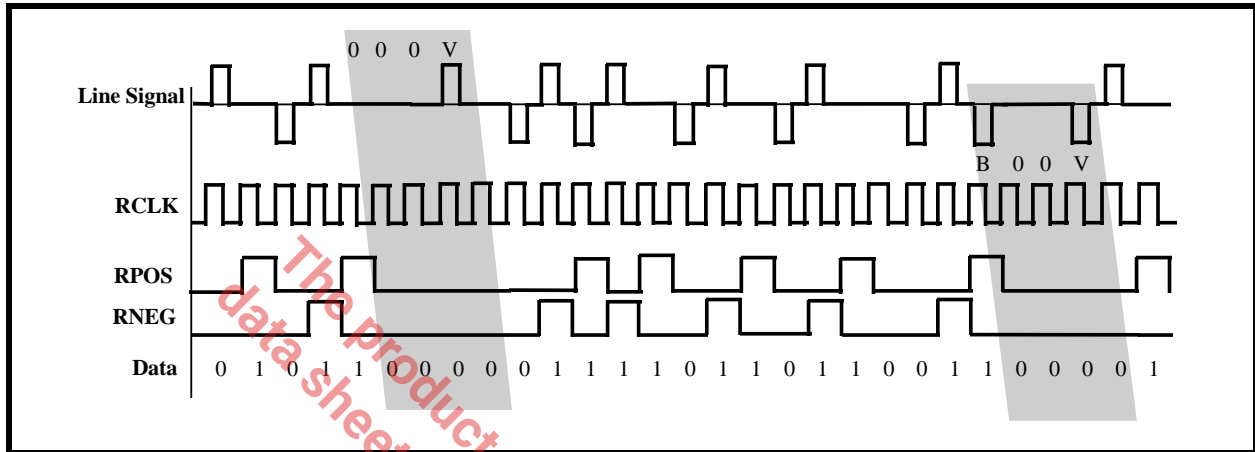 0 0 0 V
Line Signal
B 0 0 V
RCLK
RPOS
RNEG
Data 0 1 0 1 1 0 0 0 0 0 1 1 1 1 0 1 1 0 1 1 0 0 1 1 0 0 0 0 1
The product
data sheet